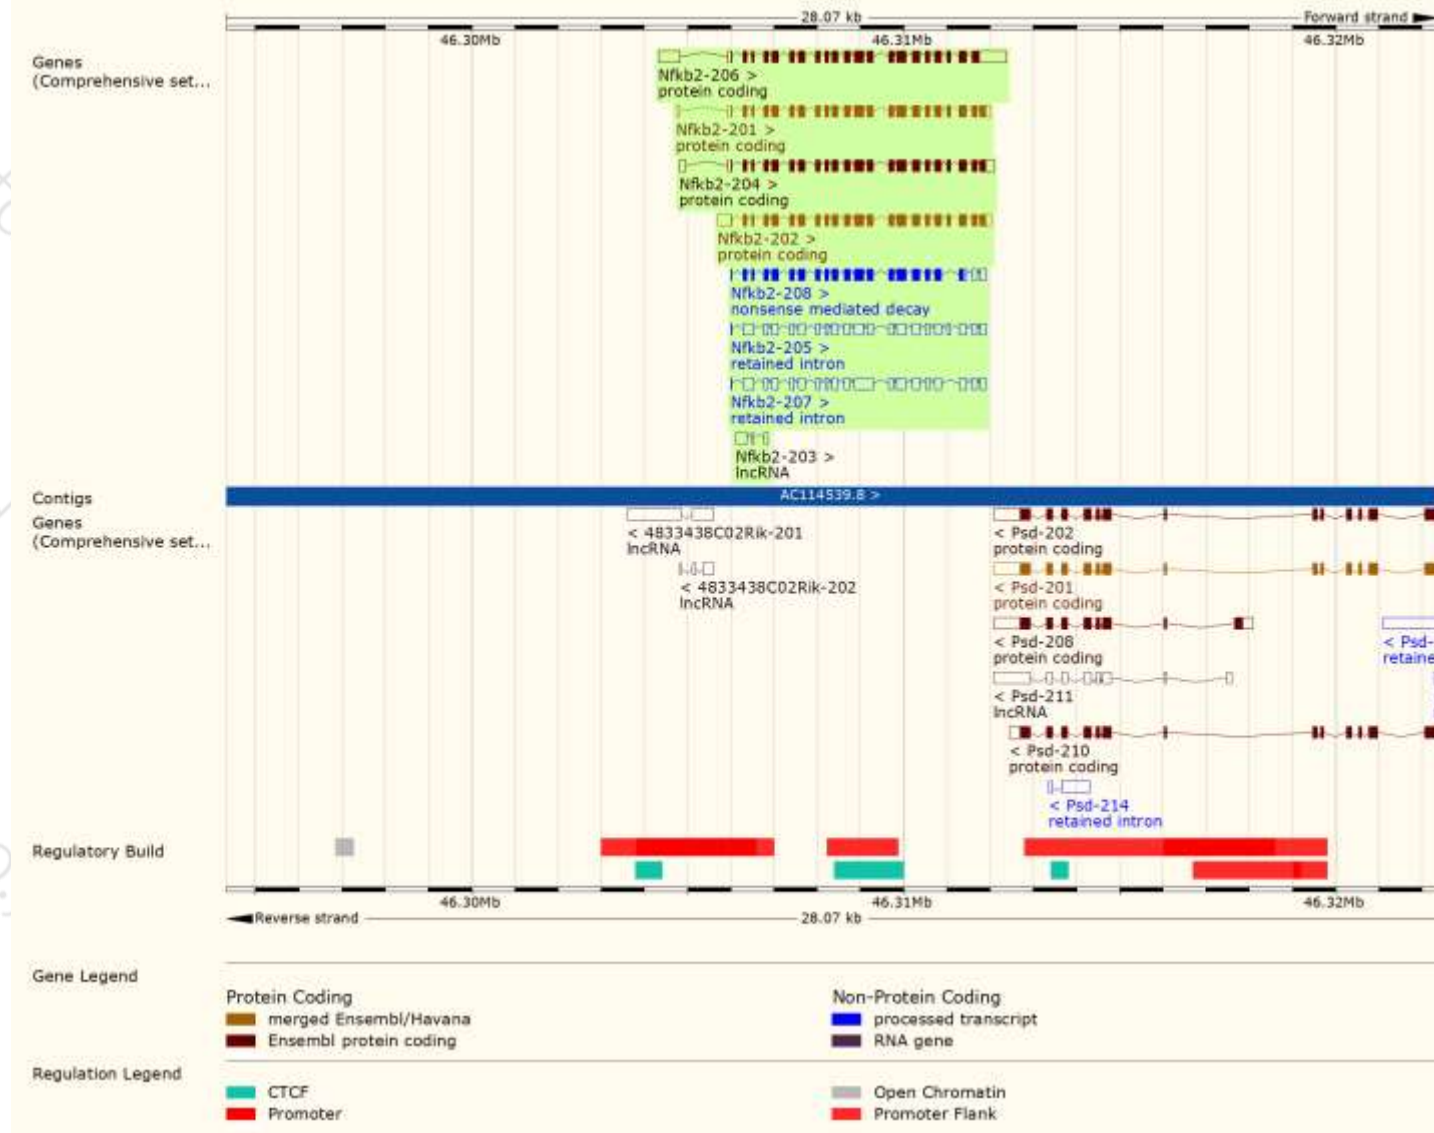 28.07 kb
Forward strand
46.30Mb
46.31Mb
46.32Mb
Genes
(Comprehensive set...
Nfkb2-206 >
protein coding
Nfkb2-201 >
protein coding
Nfkb2-204 >
protein coding
Nfkb2-202 >
protein coding
Nfkb2-208 >
nonsense mediated decay
Nfkb2-205 >
retained intron
Nfkb2-207 >
retained intron
Nfkb2-203 >
lncRNA
Contigs
AC114539.8 >
Genes
(Comprehensive set...
< 4833438C02Rik-201
lncRNA
< 4833438C02Rik-202
lncRNA
< Psd-202
protein coding
< Psd-201
protein coding
< Psd-208
protein coding
< Psd-
retaine
< Psd-211
lncRNA
< Psd-210
protein coding
< Psd-214
retained intron
Regulatory Build
46.30Mb
46.31Mb
46.32Mb
Reverse strand
28.07 kb
Gene Legend
Protein Coding
merged Ensembl/Havana
Ensembl protein coding
Non-Protein Coding
processed transcript
RNA gene
Regulation Legend
CTCF
Promoter
Open Chromatin
Promoter Flank